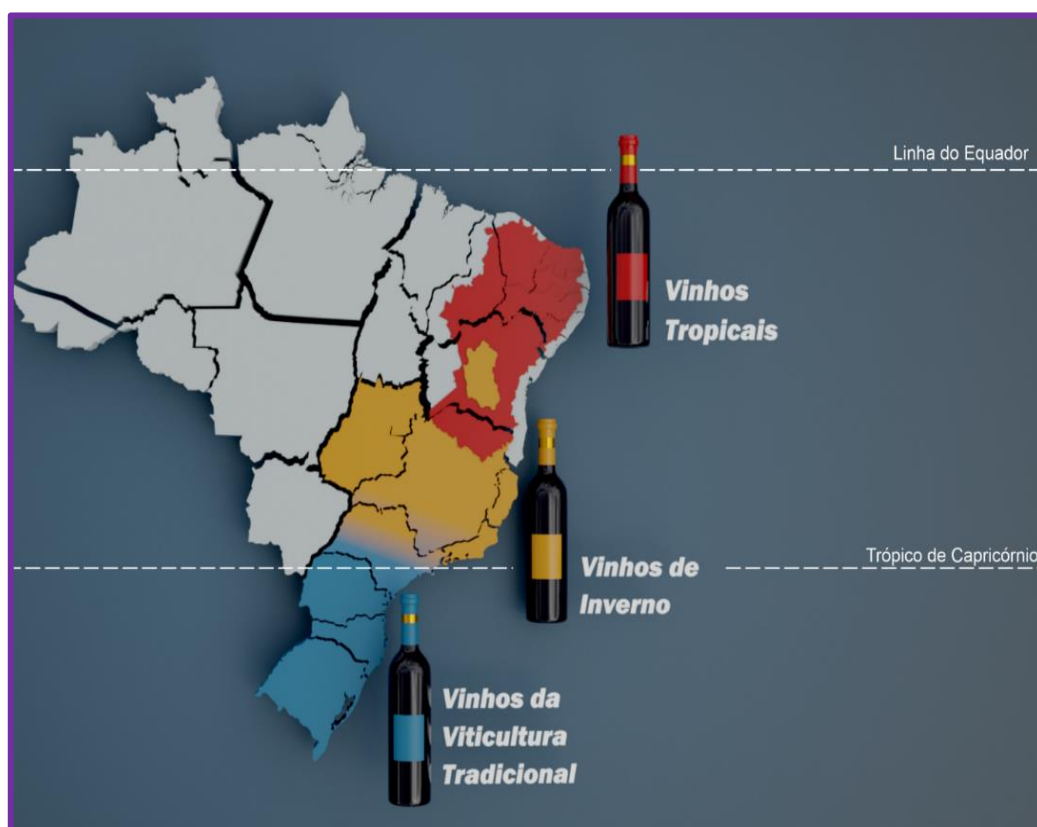 Linha do Equador
Vinhos
Tropicais
Trópico de Capricórnio
Vinhos de
Inverno
Vinhos da
Viticultura
Tradicional